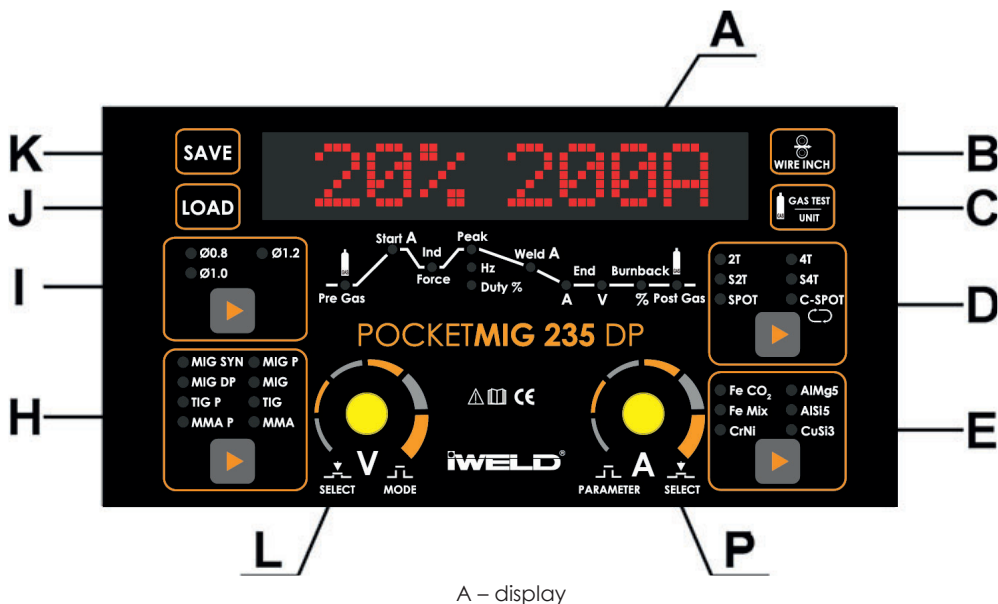 A
K
SAVE
20% 200A
WIRE INCH
B
J
LOAD
GAS TEST
UNIT
GAS
C
Start A
Ind
Force
Peak
Hz
Duty %
Weld A
End
A
V
Burnback
%
GAS
Pre Gas
GAS
Post Gas
I
Ø0.8
Ø1.2
Ø1.0
2T
4T
S2T
S4T
SPOT
C-SPOT
D
POCKETMIG 235 DP
H
MIG SYN
MIG P
MIG DP
MIG
TIG P
TIG
MMA P
MMA
CE
Fe CO₂
AlMg5
Fe Mix
AlSi5
CrNi
CuSi3
E
iWELD®
V
SELECT
MODE
A
PARAMETER
SELECT
L
P
A – display